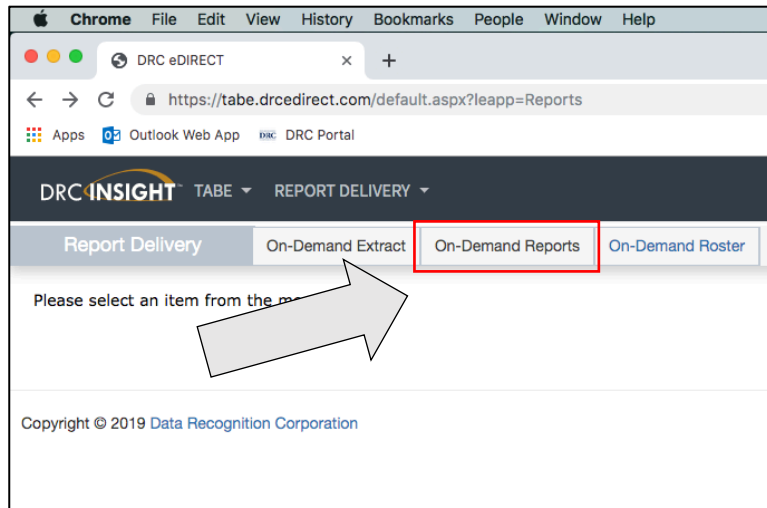 Chrome File Edit View History Bookmarks People Window Help
DRC eDIRECT
https://tabe.drcedirect.com/default.aspx?leapp=Reports
Apps Outlook Web App DRC DRC Portal
DRC INSIGHT TABE REPORT DELIVERY
Report Delivery On-Demand Extract On-Demand Reports On-Demand Roster
Please select an item from the
Copyright © 2019 Data Recognition Corporation